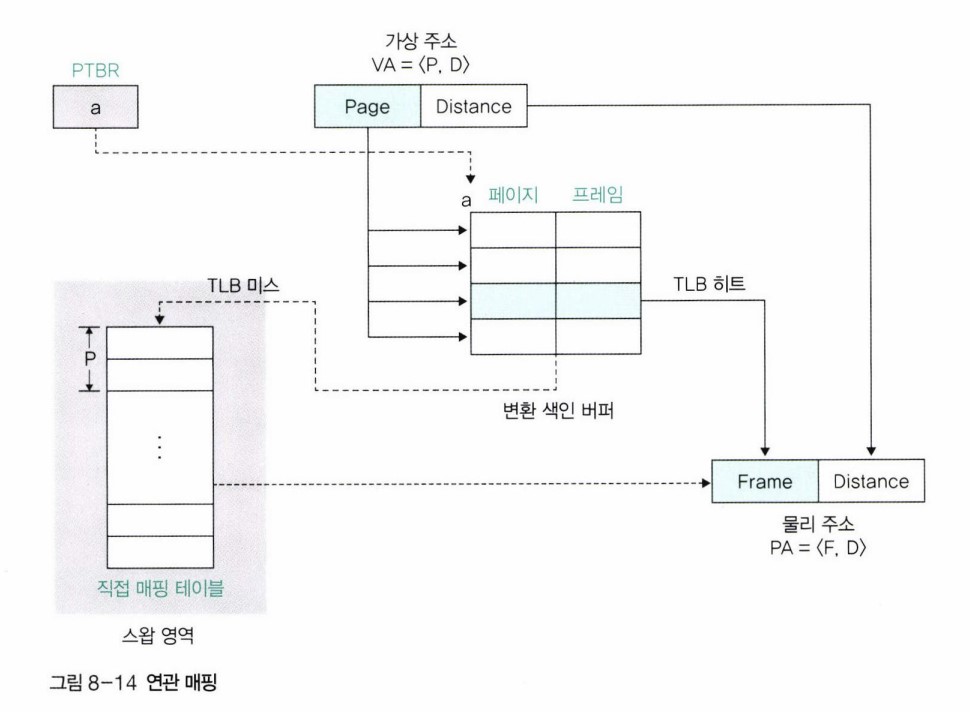 가상 주소
VA = ⟨P, D⟩
PTBR
a
Page
Distance
a
페이지
프레임
TLB 미스
TLB 히트
P
변환 색인 버퍼
Frame
Distance
물리 주소
PA = ⟨F, D⟩
직접 매핑 테이블
스왑 영역
그림 8-14 연관 매핑